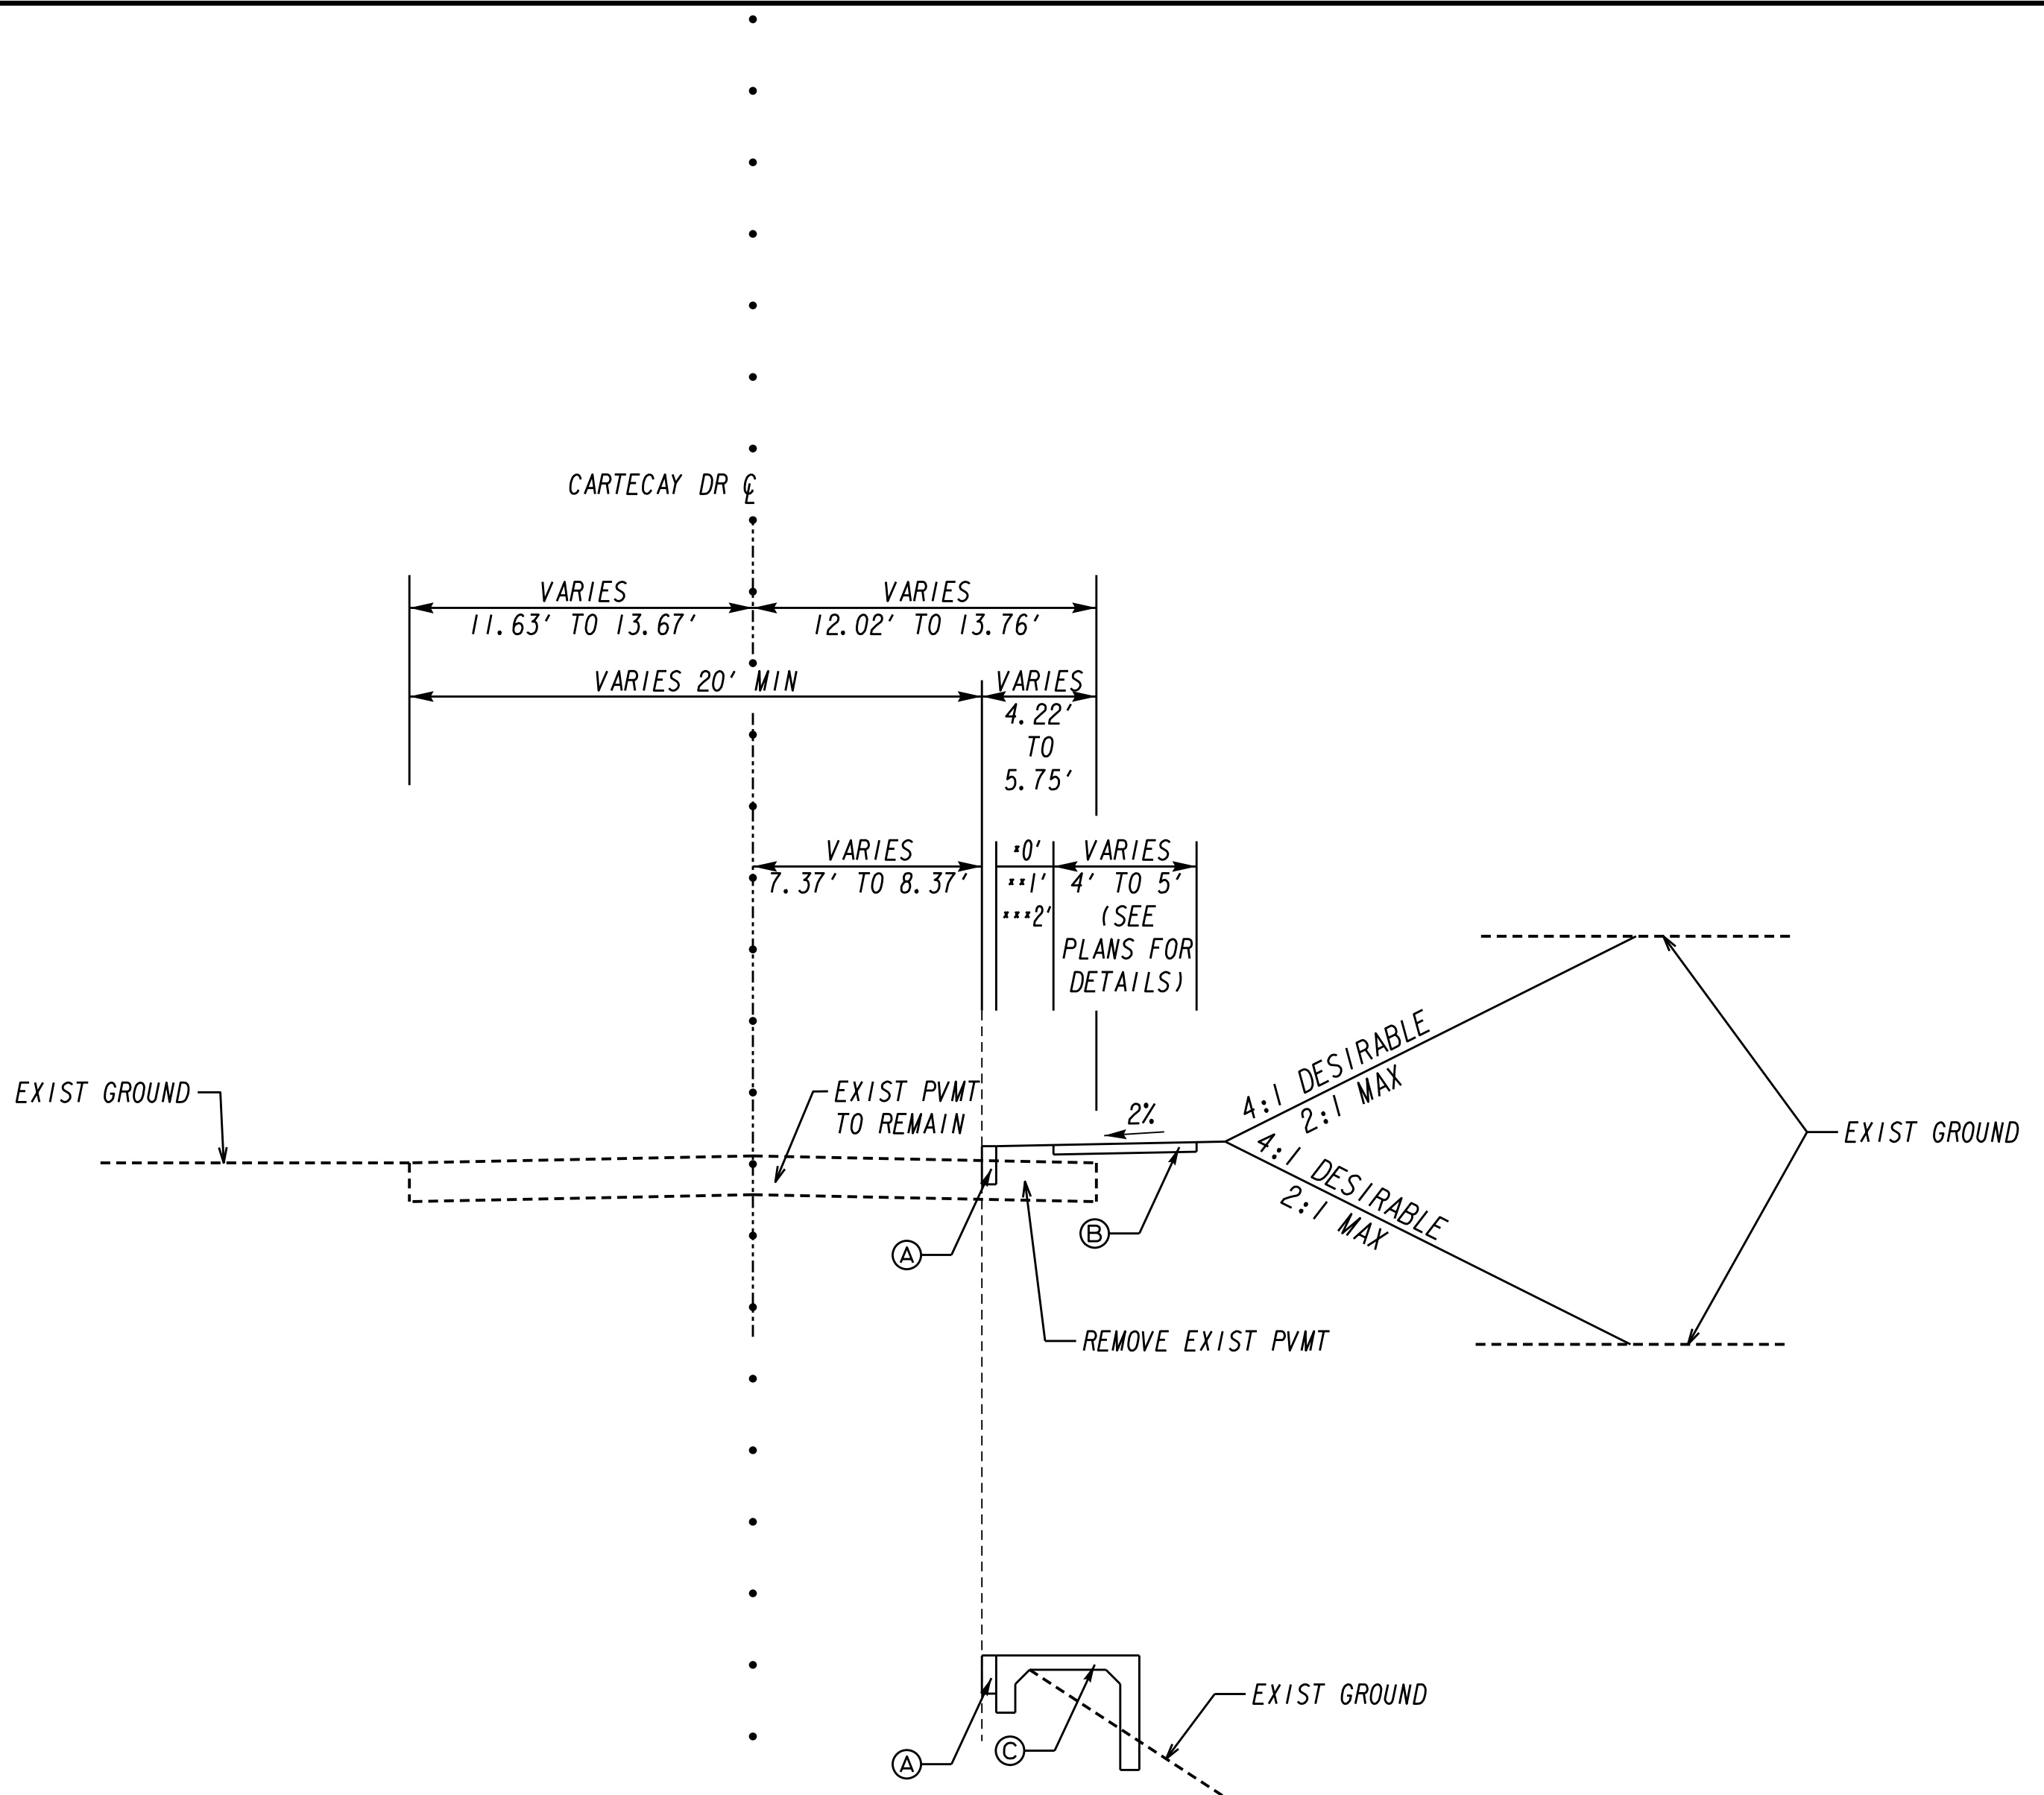 CARTECAY DR ℄
VARIES
11.63' TO 13.67'
VARIES
12.02' TO 13.76'
VARIES 20' MIN
VARIES
4.22'
TO
5.75'
VARIES
7.37' TO 8.37'
*0'
**1'
***2'
VARIES
4' TO 5'
(SEE
PLANS FOR
DETAILS)
EXIST GROUND
EXIST PVMT
TO REMAIN
2%
4:1 DESIRABLE
2:1 MAX
4:1 DESIRABLE
2:1 MAX
EXIST GROUND
A
B
REMOVE EXIST PVMT
EXIST GROUND
A
C